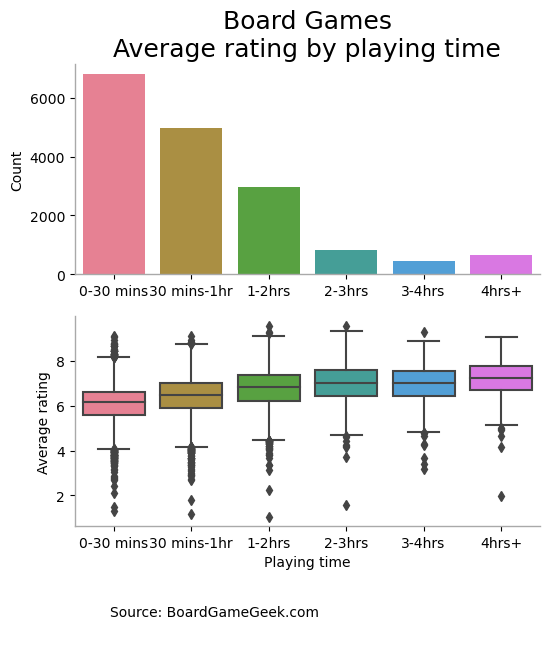 Board Games
Average rating by playing time
Count
6000
4000
2000
0
0-30 mins 30 mins-1hr 1-2hrs 2-3hrs 3-4hrs 4hrs+
Average rating
8
6
4
2
0-30 mins 30 mins-1hr 1-2hrs 2-3hrs 3-4hrs 4hrs+
Playing time
Source: BoardGameGeek.com